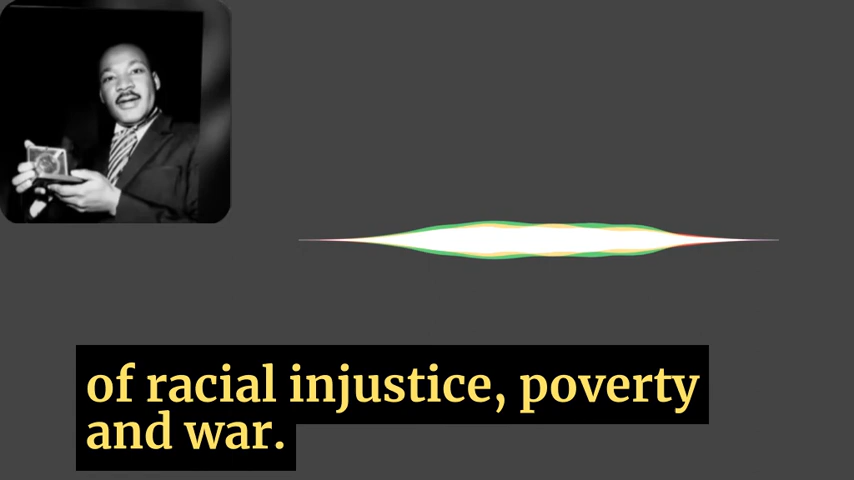 of racial injustice, poverty
and war.